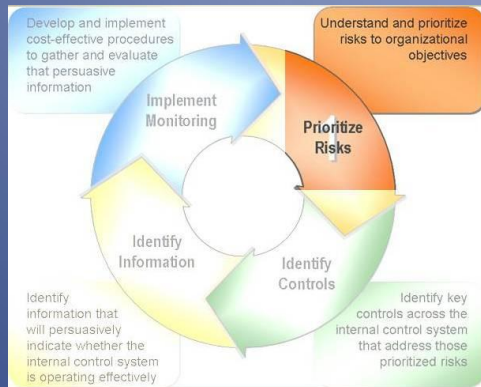 Develop and implement
cost-effective procedures
to gather and evaluate
that persuasive
information
Understand and prioritize
risks to organizational
objectives
Implement
Monitoring
1
Prioritize
Risks
Identify
Information
Identify
Controls
Identify
information that
will persuasively
indicate whether the
internal control system
is operating effectively
Identify key
controls across the
internal control system
that address those
prioritized risks